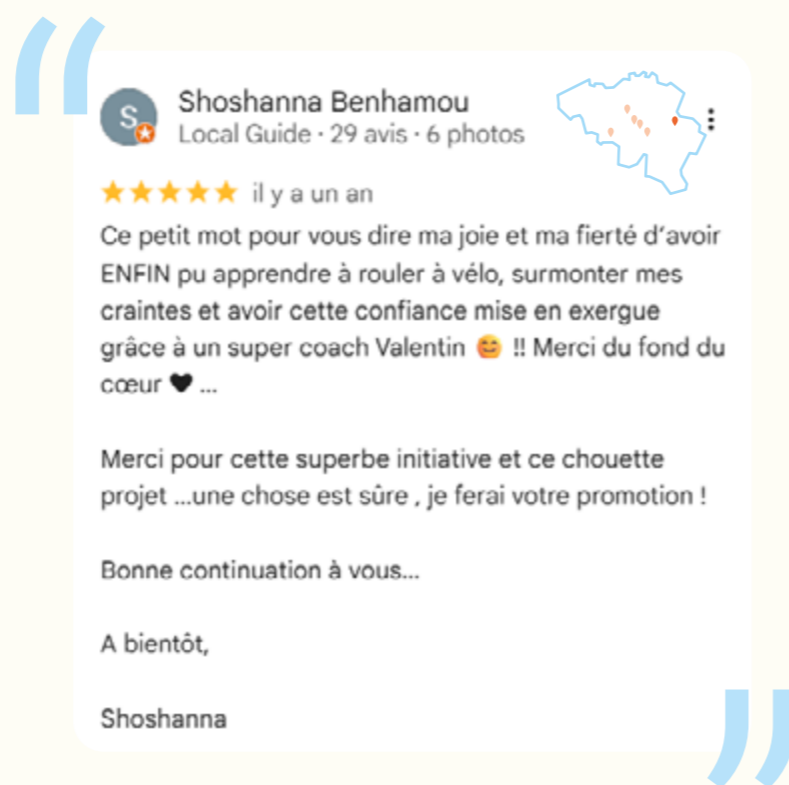 “
S
Shoshanna Benhamou
Local Guide · 29 avis · 6 photos
il y a un an
Ce petit mot pour vous dire ma joie et ma fierté d’avoir
ENFIN pu apprendre à rouler à vélo, surmonter mes
craintes et avoir cette confiance mise en exergue
grâce à un super coach Valentin 😊 !! Merci du fond du
cœur 🖤 ...

Merci pour cette superbe initiative et ce chouette
projet ...une chose est sûre , je ferai votre promotion !

Bonne continuation à vous...

A bientôt,

Shoshanna
”